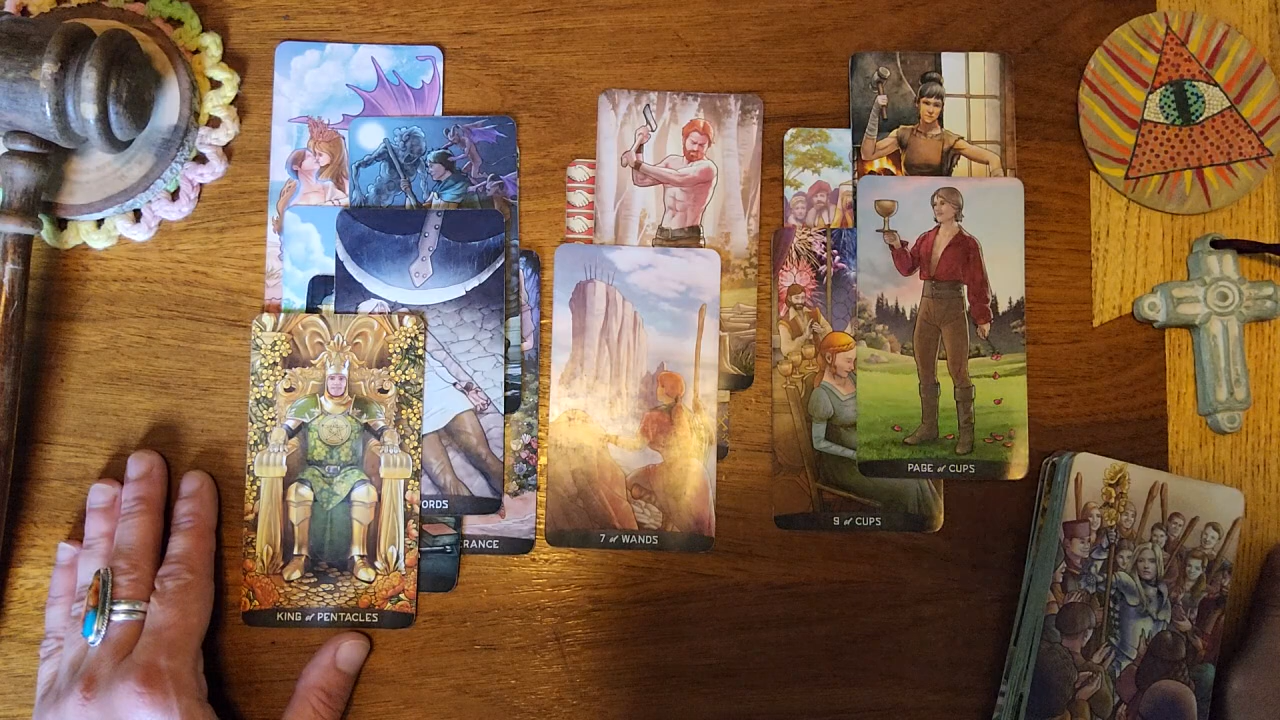 ORDS
RANCE
KING of PENTACLES
7 of WANDS
9 of CUPS
PAGE of CUPS